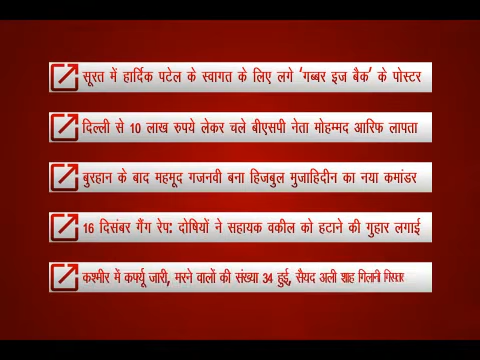 सूरत में हार्दिक पटेल के स्वागत के लिए लगे 'गब्बर इज बैक' के पोस्टर
दिल्ली से 10 लाख रुपये लेकर चले बीएसपी नेता मोहम्मद आरिफ लापता
बुरहान के बाद महमूद गजनवी बना हिजबुल मुजाहिदीन का नया कमांडर
16 दिसंबर गैंग रेप: दोषियों ने सहायक वकील को हटाने की गुहार लगाई
कश्मीर में कर्फ्यू जारी, मरने वालों की संख्या 34 हुई, सैयद अली शाह गिलानी गिरफ्तार